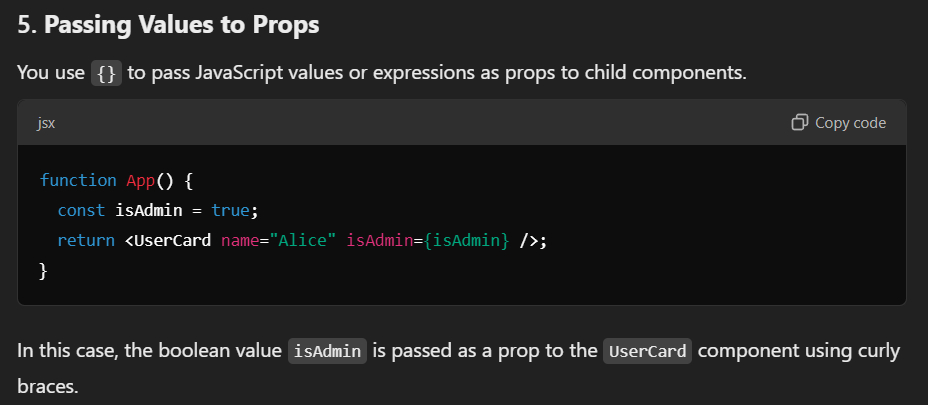 5. Passing Values to Props
You use {} to pass JavaScript values or expressions as props to child components.
jsx
Copy code
function App() {
  const isAdmin = true;
  return <UserCard name="Alice" isAdmin={isAdmin} />;
}
In this case, the boolean value isAdmin is passed as a prop to the UserCard component using curly
braces.